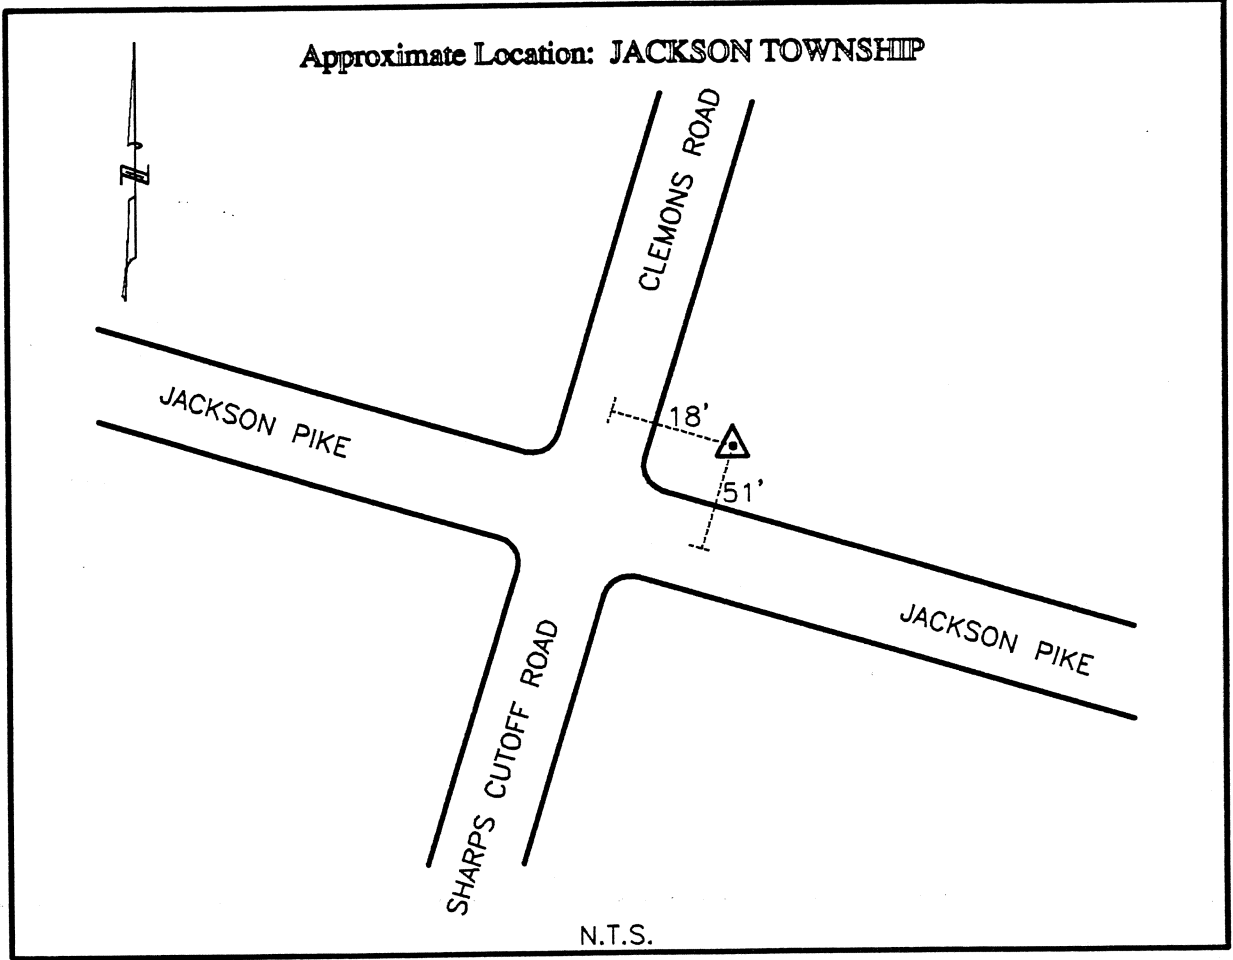 Approximate Location: JACKSON TOWNSHIP
N
CLEMONS ROAD
JACKSON PIKE
18'
51'
JACKSON PIKE
SHARPS CUTOFF ROAD
N.T.S.